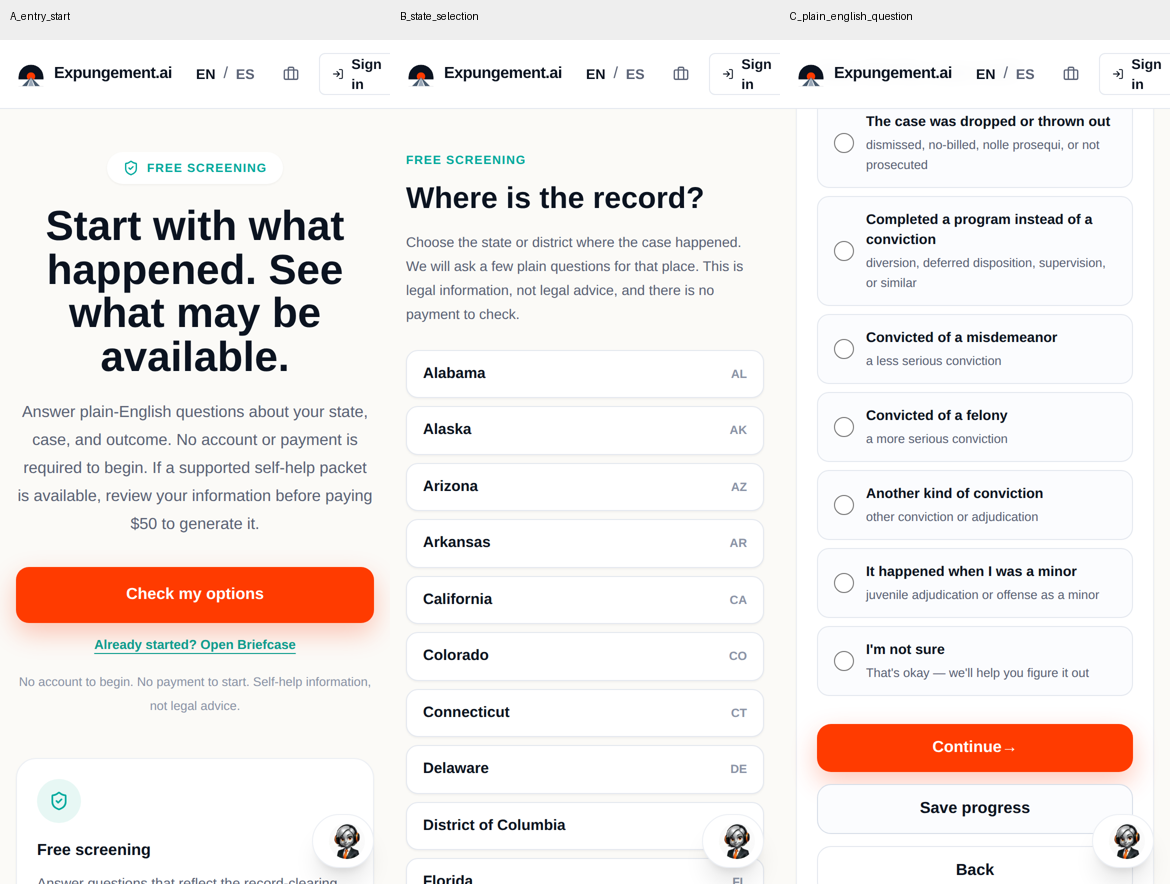 A_entry_start
Expungement.ai
EN / ES
Sign in
FREE SCREENING
Start with what
happened. See
what may be
available.
Answer plain-English questions about your state,
case, and outcome. No account or payment is
required to begin. If a supported self-help packet
is available, review your information before paying
$50 to generate it.
Check my options
Already started? Open Briefcase
No account to begin. No payment to start. Self-help information,
not legal advice.
Free screening
Answer questions that reflect the record-clearing
B_state_selection
Expungement.ai
EN / ES
Sign in
FREE SCREENING
Where is the record?
Choose the state or district where the case happened.
We will ask a few plain questions for that place. This is
legal information, not legal advice, and there is no
payment to check.
Alabama AL
Alaska AK
Arizona AZ
Arkansas AR
California CA
Colorado CO
Connecticut CT
Delaware DE
District of Columbia
Florida FL
C_plain_english_question
Expungement.ai
EN / ES
Sign in
The case was dropped or thrown out
dismissed, no-billed, nolle prosequi, or not
prosecuted
Completed a program instead of a
conviction
diversion, deferred disposition, supervision,
or similar
Convicted of a misdemeanor
a less serious conviction
Convicted of a felony
a more serious conviction
Another kind of conviction
other conviction or adjudication
It happened when I was a minor
juvenile adjudication or offense as a minor
I'm not sure
That's okay — we'll help you figure it out
Continue→
Save progress
Back